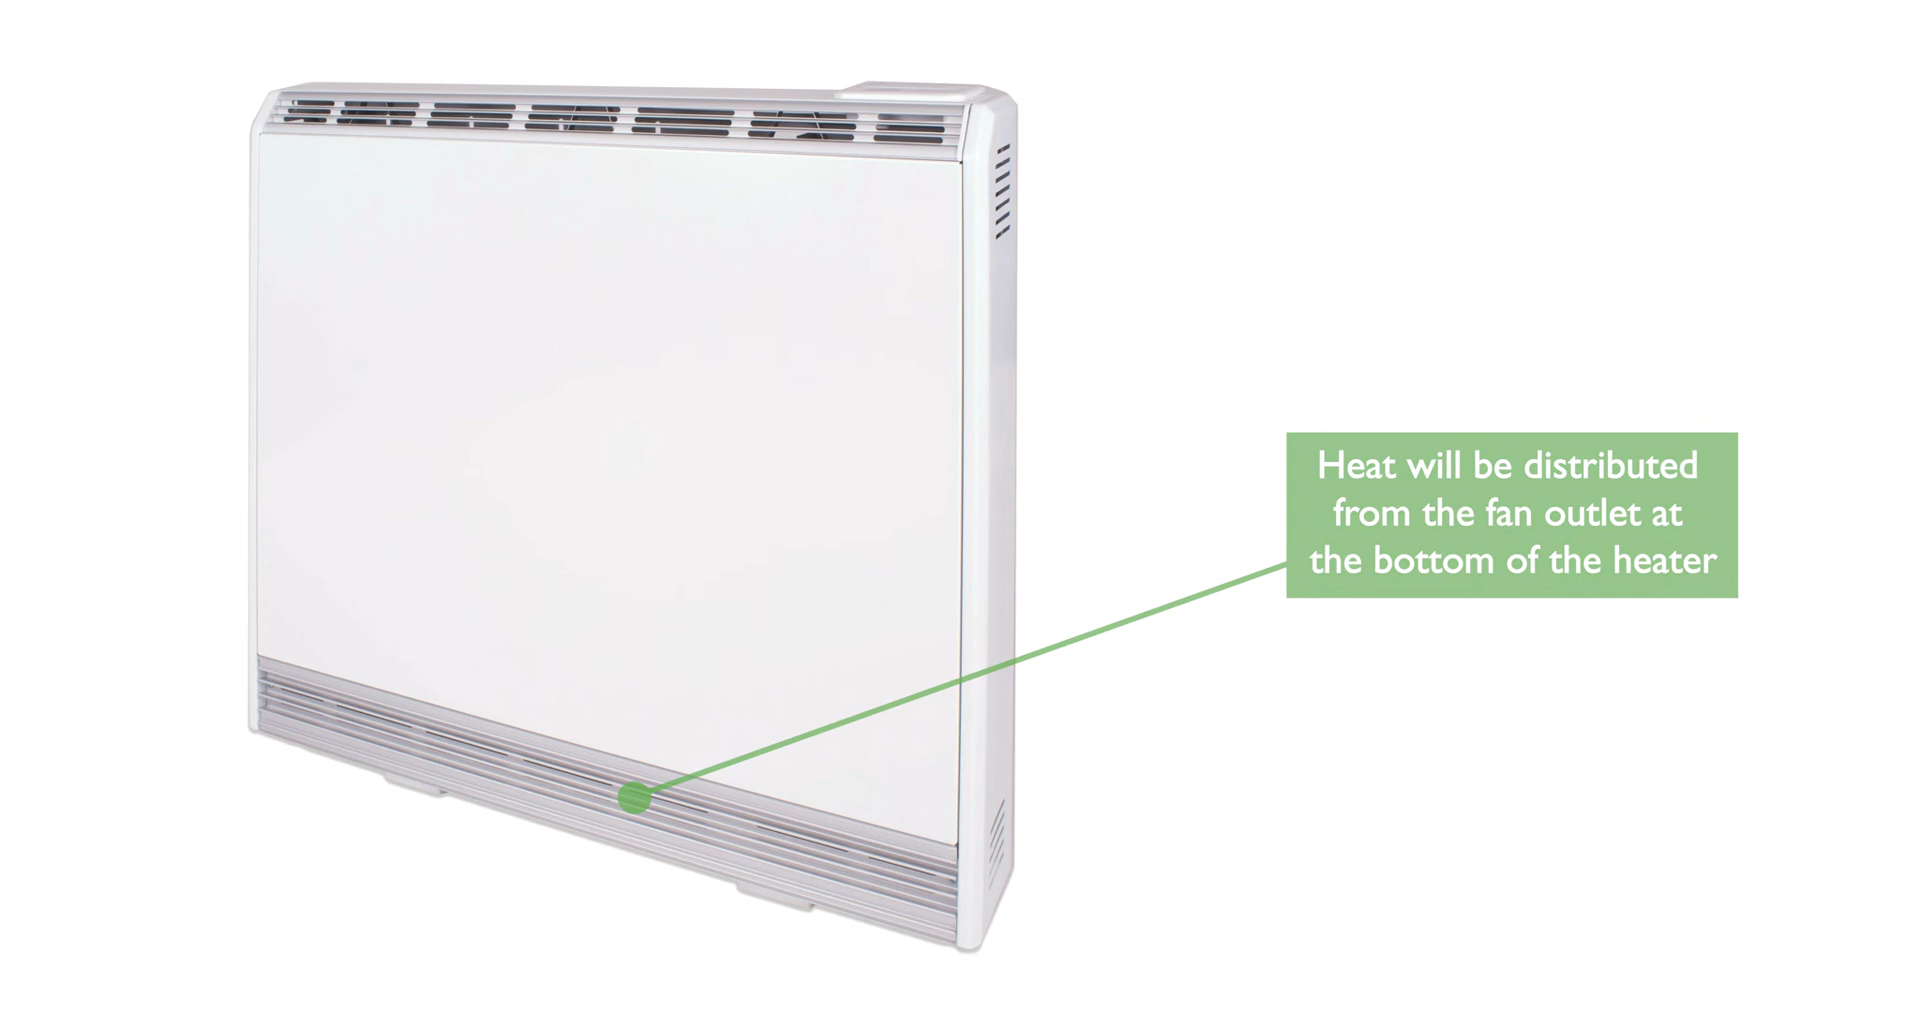 Heat will be distributed
from the fan outlet at
the bottom of the heater